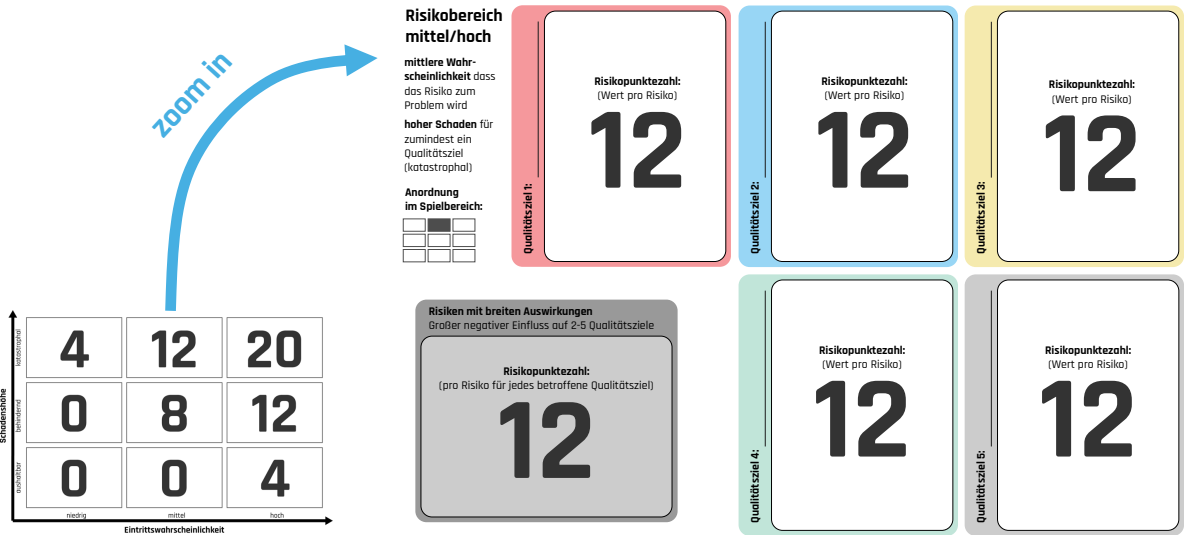 zoom in
Risikobereich
mittel/hoch
mittlere Wahr-
scheinlichkeit dass
das Risiko zum
Problem wird
hoher Schaden für
zumindest ein
Qualitätsziel
(katastrophal)
Anordnung
im Spielbereich:
Qualitätsziel 1:
Risikopunktezahl:
(Wert pro Risiko)
12
Qualitätsziel 2:
Risikopunktezahl:
(Wert pro Risiko)
12
Qualitätsziel 3:
Risikopunktezahl:
(Wert pro Risiko)
12
Schadenshöhe
katastrophal
4 12 20
behindernd
0 8 12
aushaltbar
0 0 4
niedrig mittel hoch
Eintrittswahrscheinlichkeit
Risiken mit breiten Auswirkungen
Großer negativer Einfluss auf 2-5 Qualitätsziele
Risikopunktezahl:
(pro Risiko für jedes betroffene Qualitätsziel)
12
Qualitätsziel 4:
Risikopunktezahl:
(Wert pro Risiko)
12
Qualitätsziel 5:
Risikopunktezahl:
(Wert pro Risiko)
12